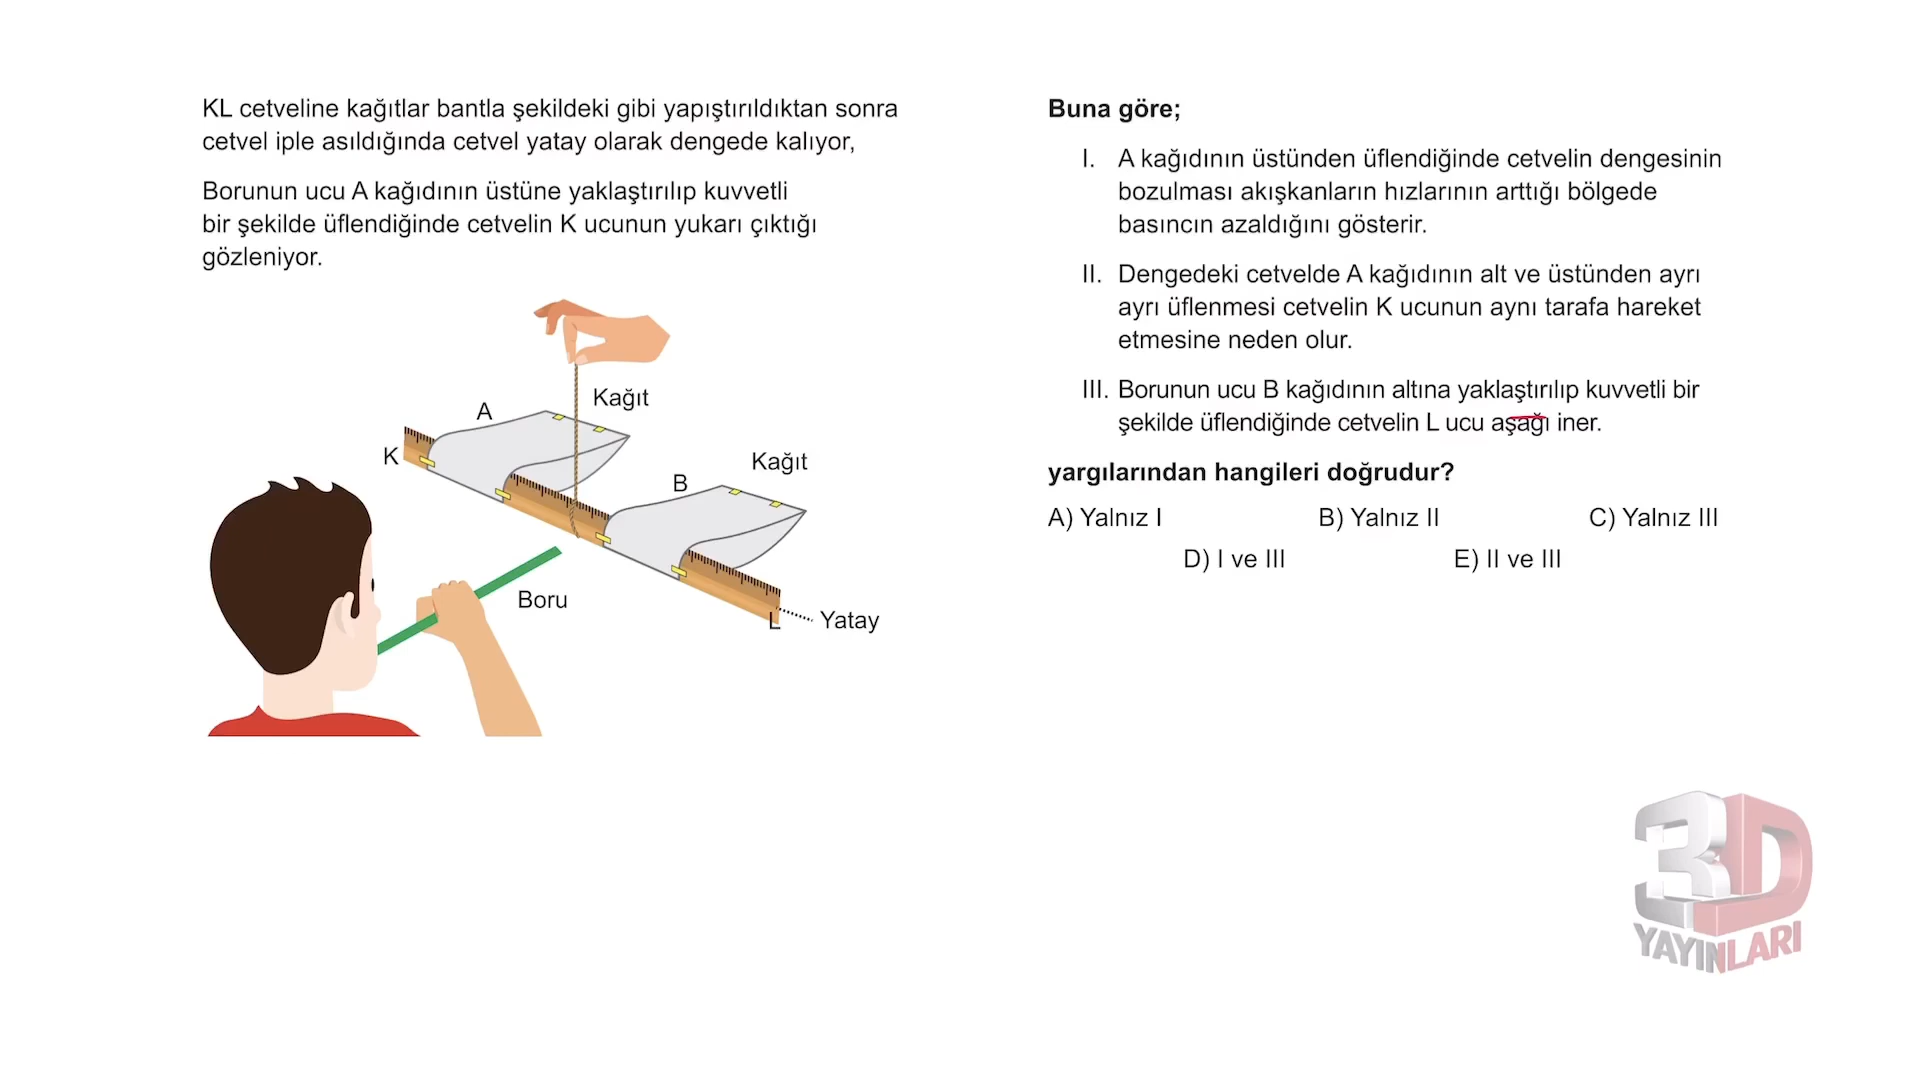 KL cetveline kağıtlar bantla şekildeki gibi yapıştırıldıktan sonra
cetvel iple asıldığında cetvel yatay olarak dengede kalıyor,
Borunun ucu A kağıdının üstüne yaklaştırılıp kuvvetli
bir şekilde üflendiğinde cetvelin K ucunun yukarı çıktığı
gözleniyor.
Kağıt
A
K
Kağıt
B
Boru
L
Yatay
Buna göre;
I. A kağıdının üstünden üflendiğinde cetvelin dengesinin
bozulması akışkanların hızlarının arttığı bölgede
basıncın azaldığını gösterir.
II. Dengedeki cetvelde A kağıdının alt ve üstünden ayrı
ayrı üflenmesi cetvelin K ucunun aynı tarafa hareket
etmesine neden olur.
III. Borunun ucu B kağıdının altına yaklaştırılıp kuvvetli bir
şekilde üflendiğinde cetvelin L ucu aşağı iner.
yargılarından hangileri doğrudur?
A) Yalnız I B) Yalnız II C) Yalnız III
D) I ve III E) II ve III
3D
YAYINLARI